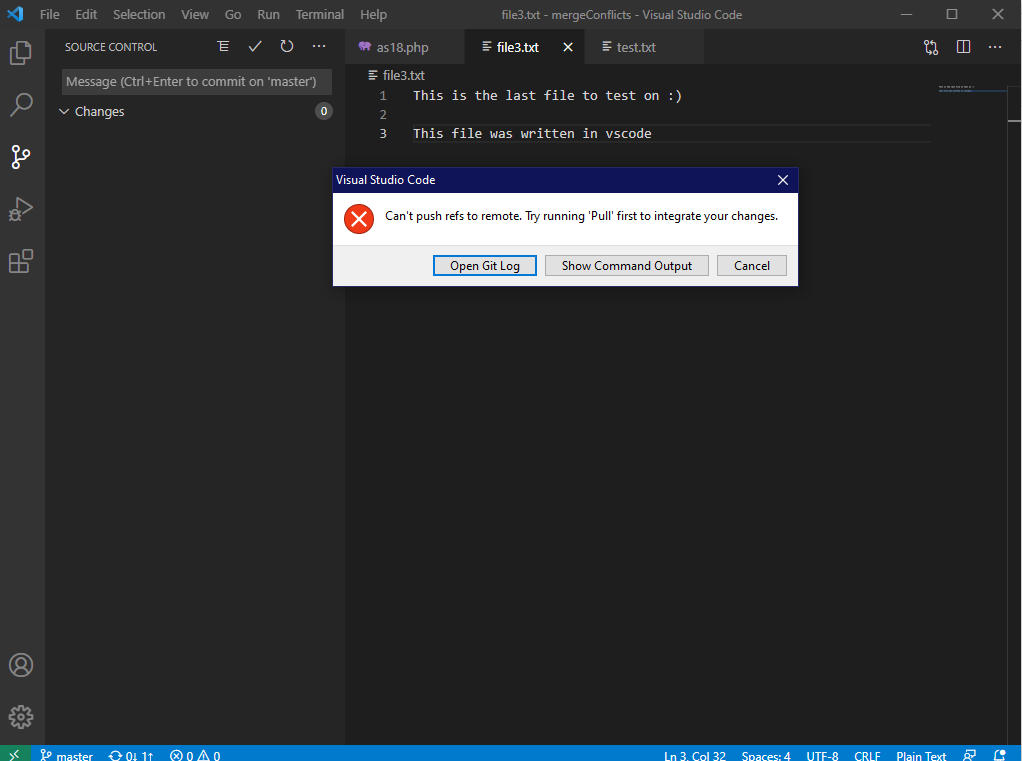 File Edit Selection View Go Run Terminal Help file3.txt - mergeConflicts - Visual Studio Code
SOURCE CONTROL
as18.php file3.txt test.txt
file3.txt
Message (Ctrl+Enter to commit on 'master')
Changes 0
1 This is the last file to test on :)
2
3 This file was written in vscode
Visual Studio Code
Can't push refs to remote. Try running 'Pull' first to integrate your changes.
Open Git Log Show Command Output Cancel
master 0↓ 1↑ 0 0 Ln 3, Col 32 Spaces: 4 UTF-8 CRLF Plain Text